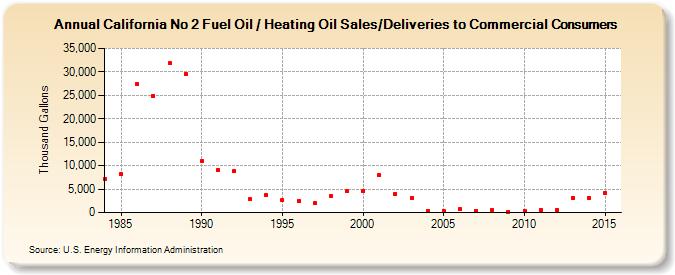 Annual California No 2 Fuel Oil / Heating Oil Sales/Deliveries to Commercial Consumers
Thousand Gallons
35,000
30,000
25,000
20,000
15,000
10,000
5,000
0
1985 1990 1995 2000 2005 2010 2015
Source: U.S. Energy Information Administration